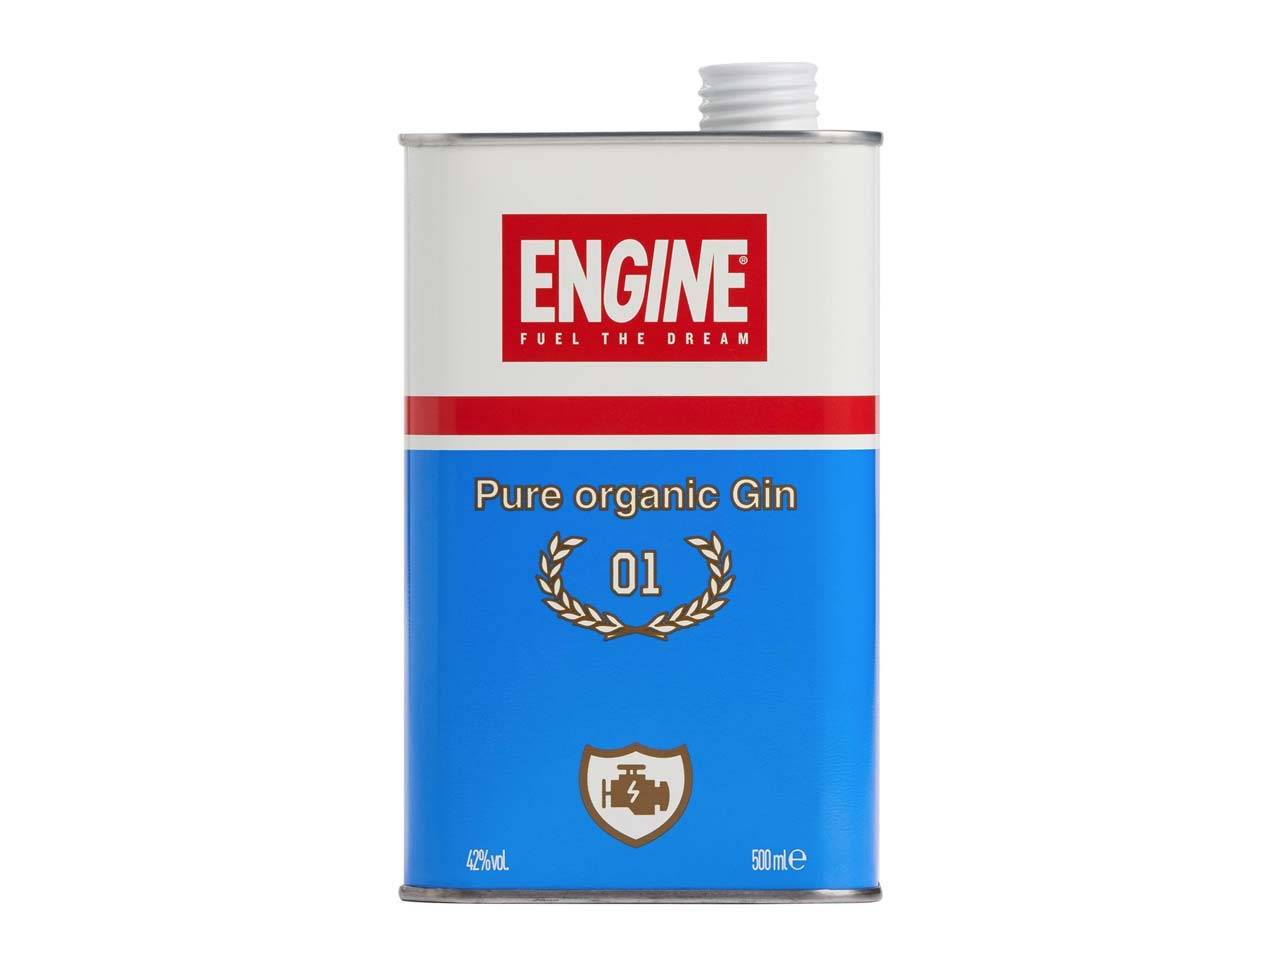 ENGINE®
FUEL THE DREAM
Pure organic Gin
01
42%vol.
500 ml ℮